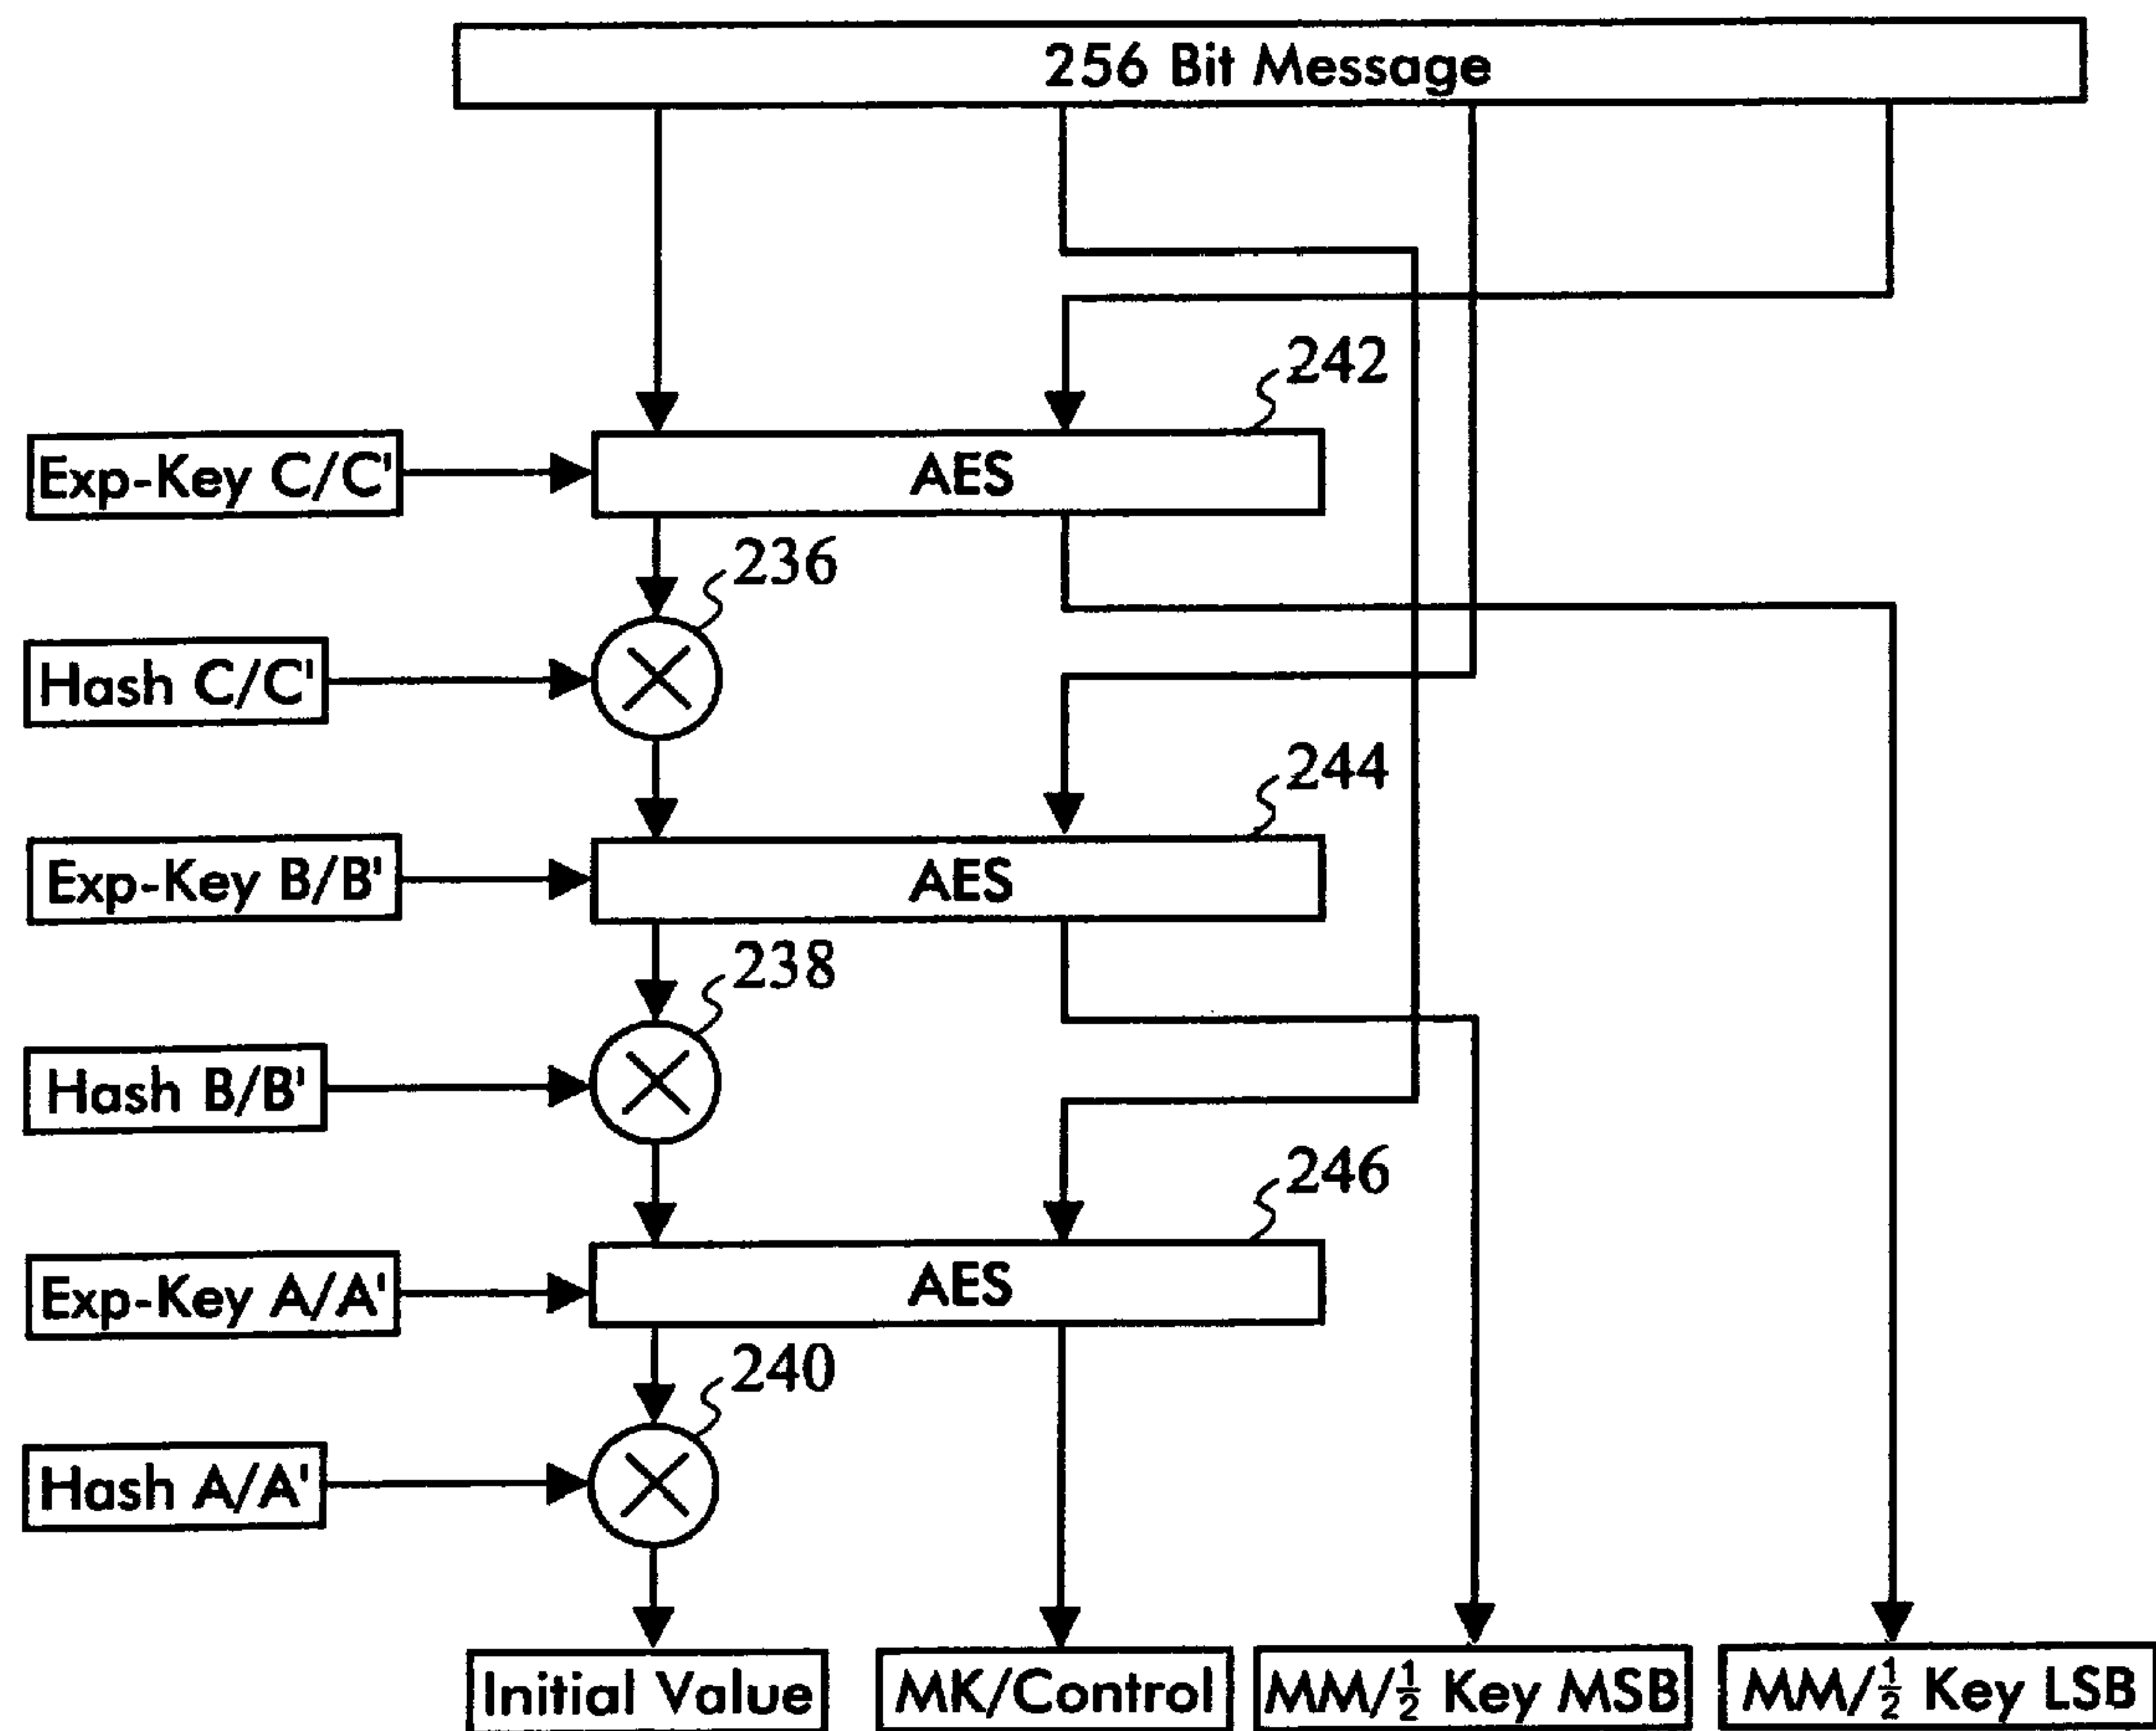 256 Bit Message
242
Exp-Key C/C'
AES
236
Hash C/C'
244
Exp-Key B/B'
AES
238
Hash B/B'
246
Exp-Key A/A'
AES
240
Hash A/A'
Initial Value
MK/Control
MM/½ Key MSB
MM/½ Key LSB